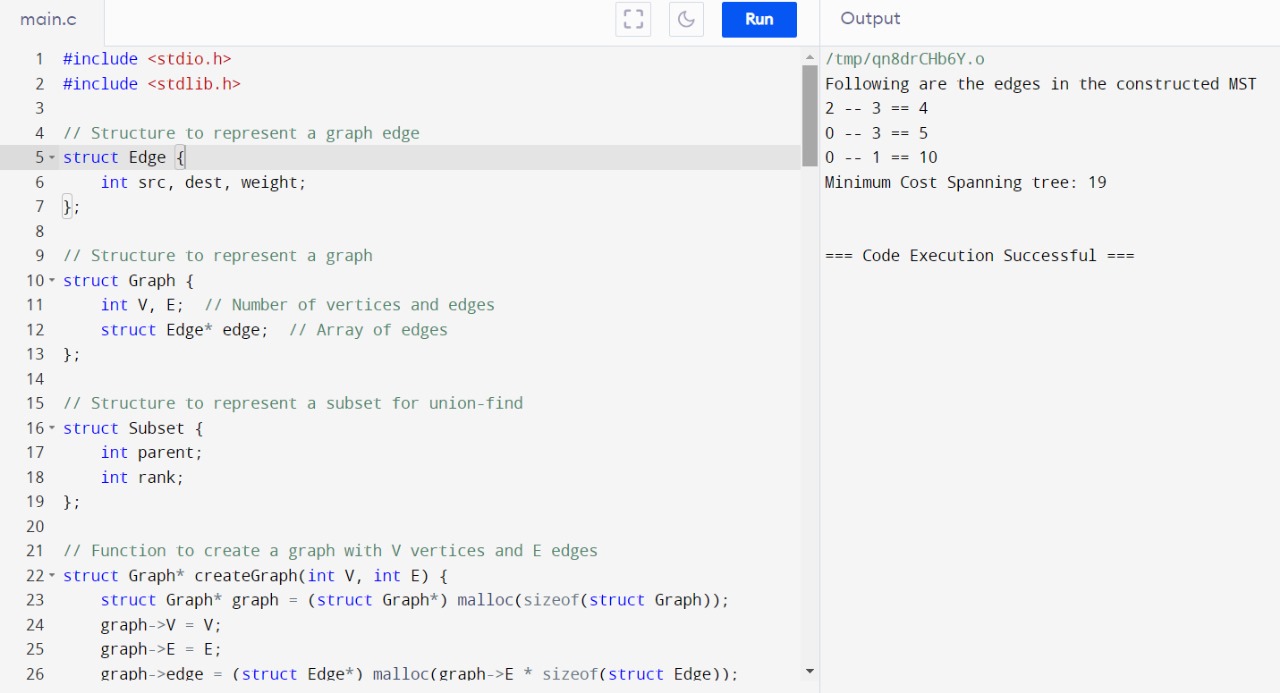 main.c
Run
Output
1 #include <stdio.h>
2 #include <stdlib.h>
3
4 // Structure to represent a graph edge
5 struct Edge {
6     int src, dest, weight;
7 };
8
9 // Structure to represent a graph
10 struct Graph {
11     int V, E;  // Number of vertices and edges
12     struct Edge* edge;  // Array of edges
13 };
14
15 // Structure to represent a subset for union-find
16 struct Subset {
17     int parent;
18     int rank;
19 };
20
21 // Function to create a graph with V vertices and E edges
22 struct Graph* createGraph(int V, int E) {
23     struct Graph* graph = (struct Graph*) malloc(sizeof(struct Graph));
24     graph->V = V;
25     graph->E = E;
26     graph->edge = (struct Edge*) malloc(graph->E * sizeof(struct Edge));
/tmp/qn8drCHb6Y.o
Following are the edges in the constructed MST
2 -- 3 == 4
0 -- 3 == 5
0 -- 1 == 10
Minimum Cost Spanning tree: 19
=== Code Execution Successful ===